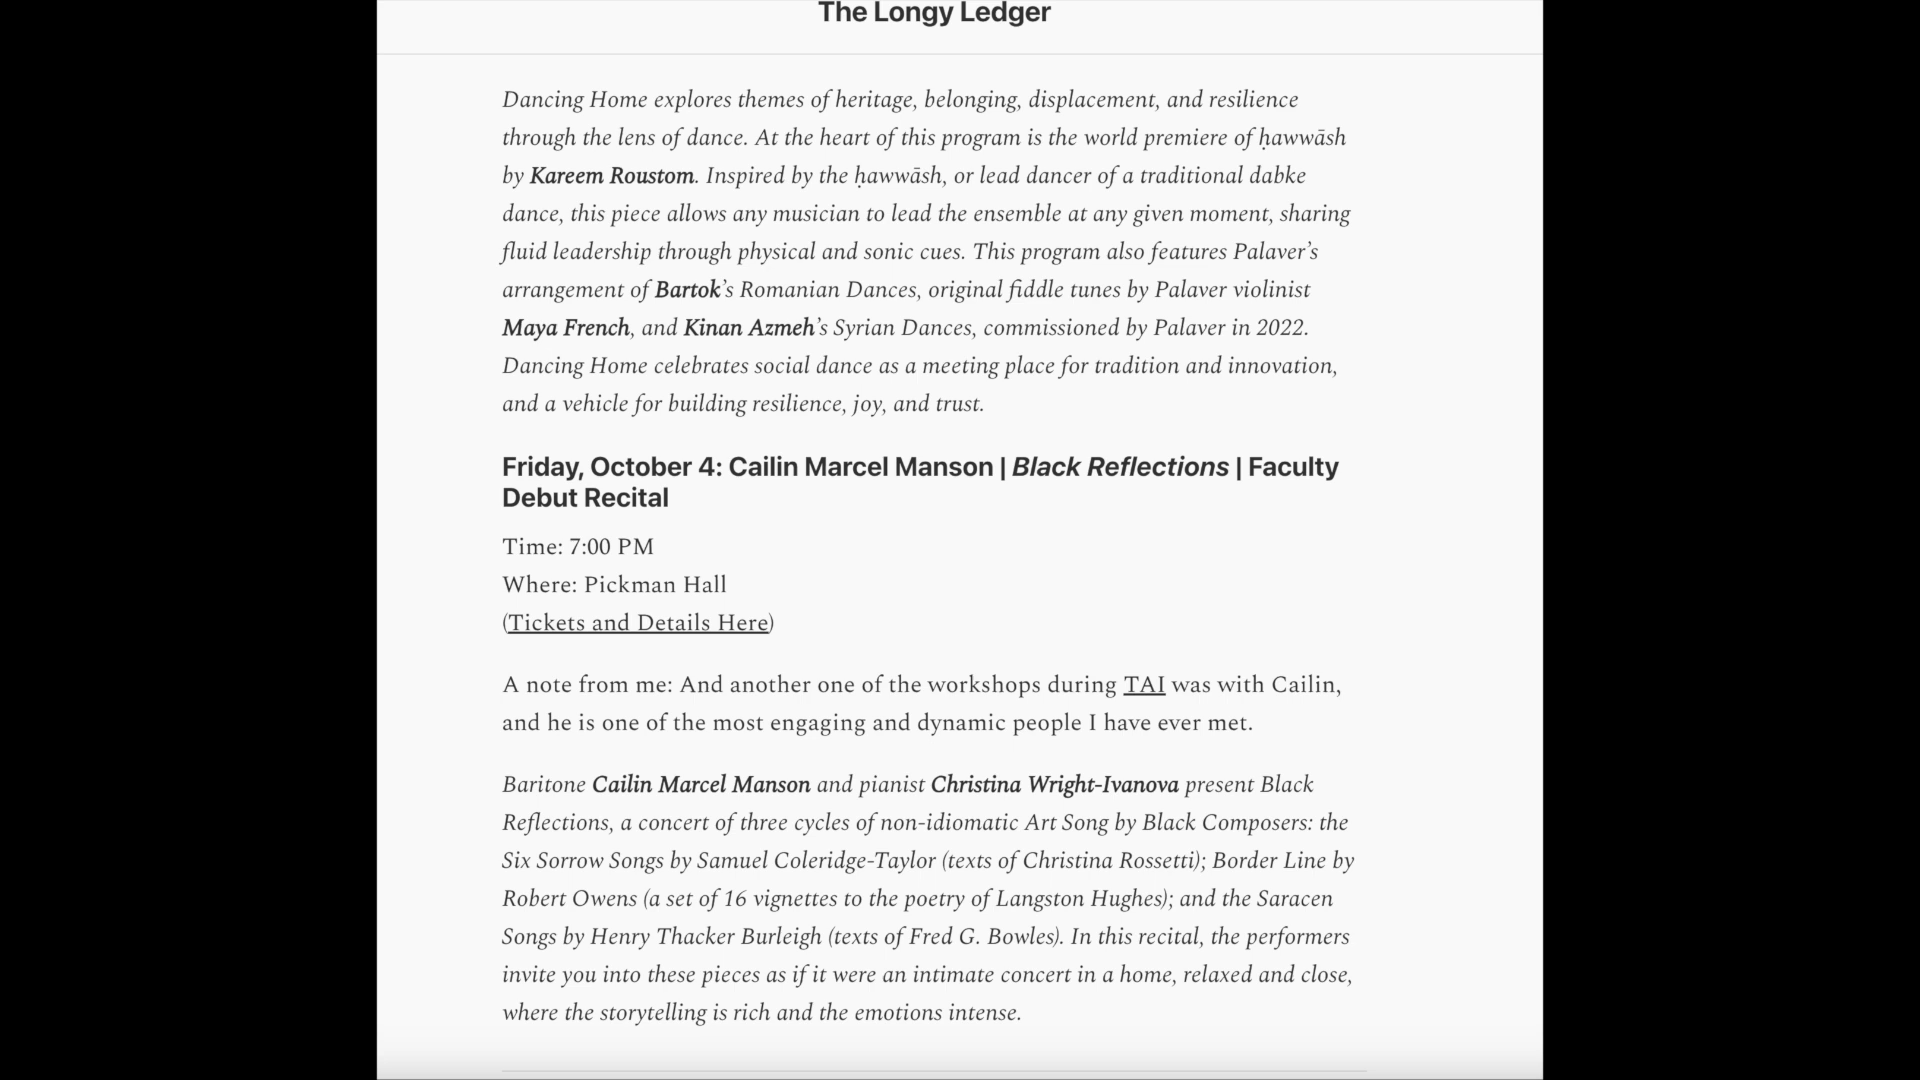 The Longy Ledger
Dancing Home explores themes of heritage, belonging, displacement, and resilience
through the lens of dance. At the heart of this program is the world premiere of ḥawwāsh
by Kareem Roustom. Inspired by the ḥawwāsh, or lead dancer of a traditional dabke
dance, this piece allows any musician to lead the ensemble at any given moment, sharing
fluid leadership through physical and sonic cues. This program also features Palaver’s
arrangement of Bartok’s Romanian Dances, original fiddle tunes by Palaver violinist
Maya French, and Kinan Azmeh’s Syrian Dances, commissioned by Palaver in 2022.
Dancing Home celebrates social dance as a meeting place for tradition and innovation,
and a vehicle for building resilience, joy, and trust.
Friday, October 4: Cailin Marcel Manson | Black Reflections | Faculty
Debut Recital
Time: 7:00 PM
Where: Pickman Hall
(Tickets and Details Here)
A note from me: And another one of the workshops during TAI was with Cailin,
and he is one of the most engaging and dynamic people I have ever met.
Baritone Cailin Marcel Manson and pianist Christina Wright-Ivanova present Black
Reflections, a concert of three cycles of non-idiomatic Art Song by Black Composers: the
Six Sorrow Songs by Samuel Coleridge-Taylor (texts of Christina Rossetti); Border Line by
Robert Owens (a set of 16 vignettes to the poetry of Langston Hughes); and the Saracen
Songs by Henry Thacker Burleigh (texts of Fred G. Bowles). In this recital, the performers
invite you into these pieces as if it were an intimate concert in a home, relaxed and close,
where the storytelling is rich and the emotions intense.